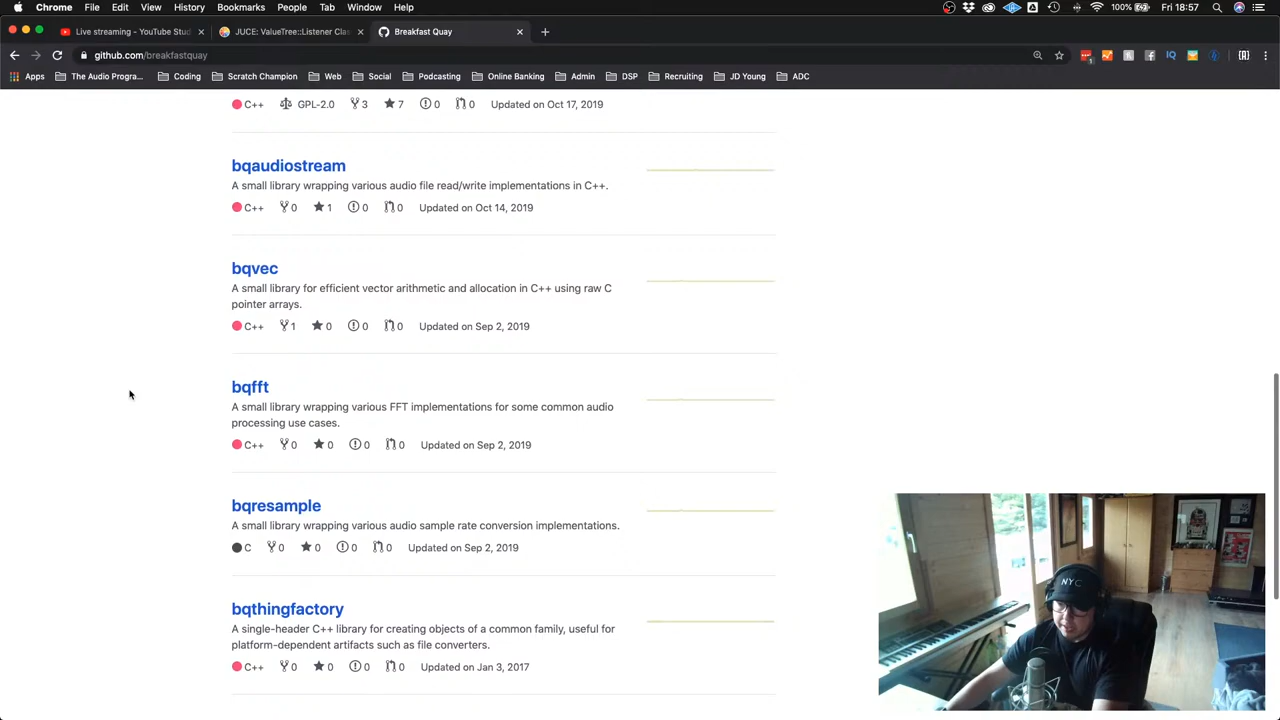 Chrome File Edit View History Bookmarks People Tab Window Help 100% Fri 18:57
Live streaming - YouTube Stud
JUCE: ValueTree::Listener Clas
Breakfast Quay
github.com/breakfastquay
Apps The Audio Progra... Coding Scratch Champion Web Social Podcasting Online Banking Admin DSP Recruiting JD Young ADC
C++ GPL-2.0 3 7 0 0 Updated on Oct 17, 2019
bqaudiostream
A small library wrapping various audio file read/write implementations in C++.
C++ 0 1 0 0 Updated on Oct 14, 2019
bqvec
A small library for efficient vector arithmetic and allocation in C++ using raw C
pointer arrays.
C++ 1 0 0 0 Updated on Sep 2, 2019
bqfft
A small library wrapping various FFT implementations for some common audio
processing use cases.
C++ 0 0 0 0 Updated on Sep 2, 2019
bqresample
A small library wrapping various audio sample rate conversion implementations.
C 0 0 0 0 Updated on Sep 2, 2019
bqthingfactory
A single-header C++ library for creating objects of a common family, useful for
platform-dependent artifacts such as file converters.
C++ 0 0 0 0 Updated on Jan 3, 2017
NYC